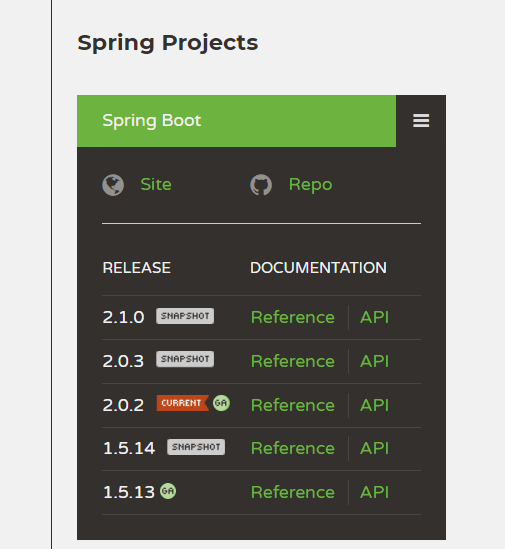 Spring Projects
Spring Boot
Site Repo
RELEASE DOCUMENTATION
2.1.0 SNAPSHOT Reference API
2.0.3 SNAPSHOT Reference API
2.0.2 CURRENT GA Reference API
1.5.14 SNAPSHOT Reference API
1.5.13 GA Reference API